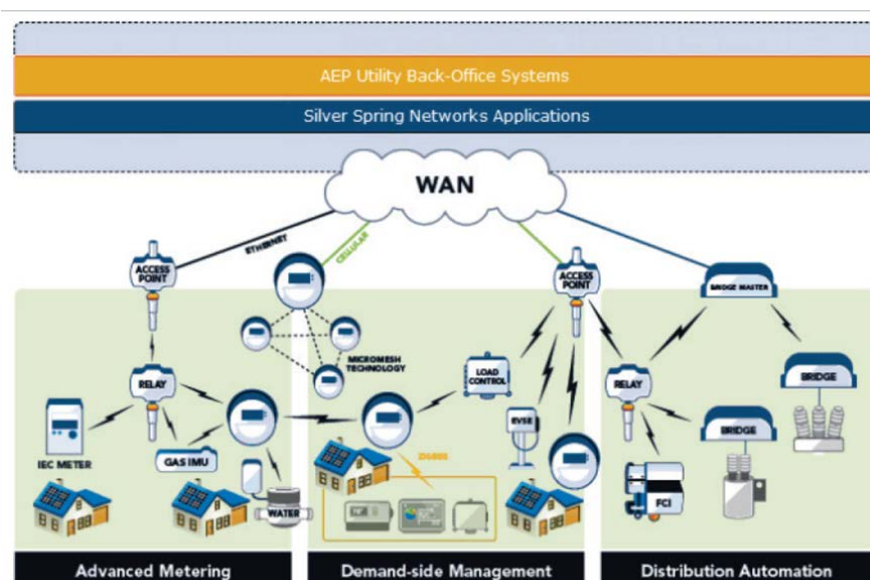 AEP Utility Back-Office Systems
Silver Spring Networks Applications
WAN
ETHERNET
CELLULAR
ACCESS
POINT
ACCESS
POINT
BRIDGE MASTER
MICROMESH
TECHNOLOGY
LOAD
CONTROL
RELAY
RELAY
BRIDGE
EVSE
BRIDGE
IEC METER
GAS IMU
WATER
FCI
Advanced Metering
Demand-side Management
Distribution Automation